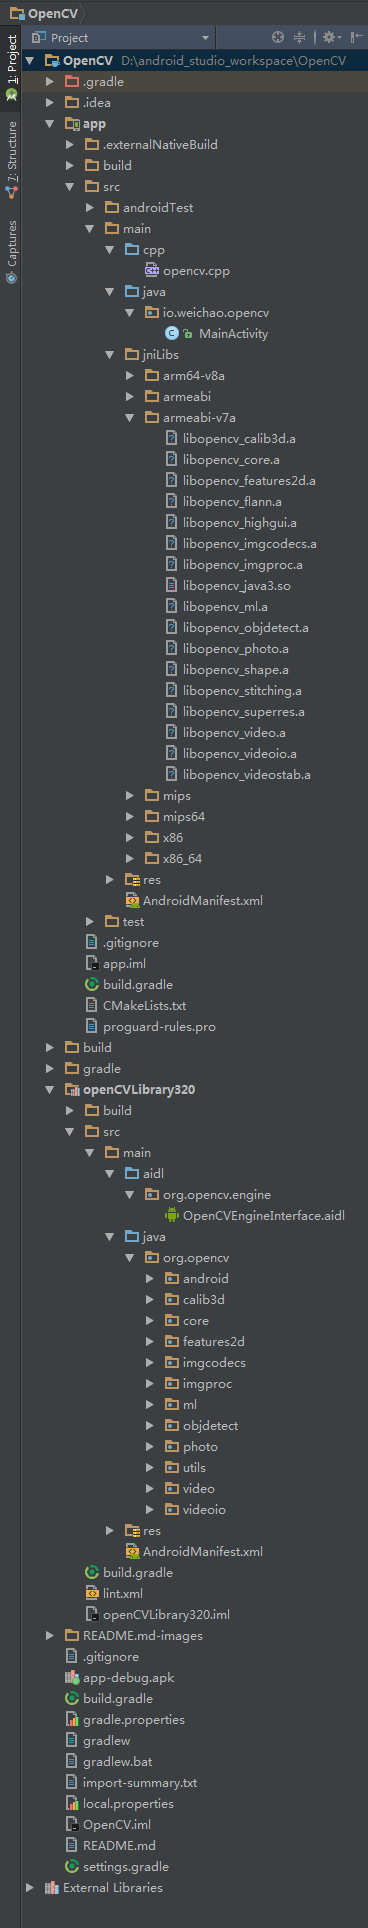 OpenCV
Project
OpenCV D:\android_studio_workspace\OpenCV
1: Project
.gradle
.idea
app
7: Structure
.externalNativeBuild
build
src
androidTest
Captures
main
cpp
opencv.cpp
java
io.weichao.opencv
MainActivity
jniLibs
arm64-v8a
armeabi
armeabi-v7a
libopencv_calib3d.a
libopencv_core.a
libopencv_features2d.a
libopencv_flann.a
libopencv_highgui.a
libopencv_imgcodecs.a
libopencv_imgproc.a
libopencv_java3.so
libopencv_ml.a
libopencv_objdetect.a
libopencv_photo.a
libopencv_shape.a
libopencv_stitching.a
libopencv_superres.a
libopencv_video.a
libopencv_videoio.a
libopencv_videostab.a
mips
mips64
x86
x86_64
res
AndroidManifest.xml
test
.gitignore
app.iml
build.gradle
CMakeLists.txt
proguard-rules.pro
build
gradle
openCVLibrary320
build
src
main
aidl
org.opencv.engine
OpenCVEngineInterface.aidl
java
org.opencv
android
calib3d
core
features2d
imgcodecs
imgproc
ml
objdetect
photo
utils
video
videoio
res
AndroidManifest.xml
build.gradle
lint.xml
openCVLibrary320.iml
README.md-images
.gitignore
app-debug.apk
build.gradle
gradle.properties
gradlew
gradlew.bat
import-summary.txt
local.properties
OpenCV.iml
README.md
settings.gradle
External Libraries